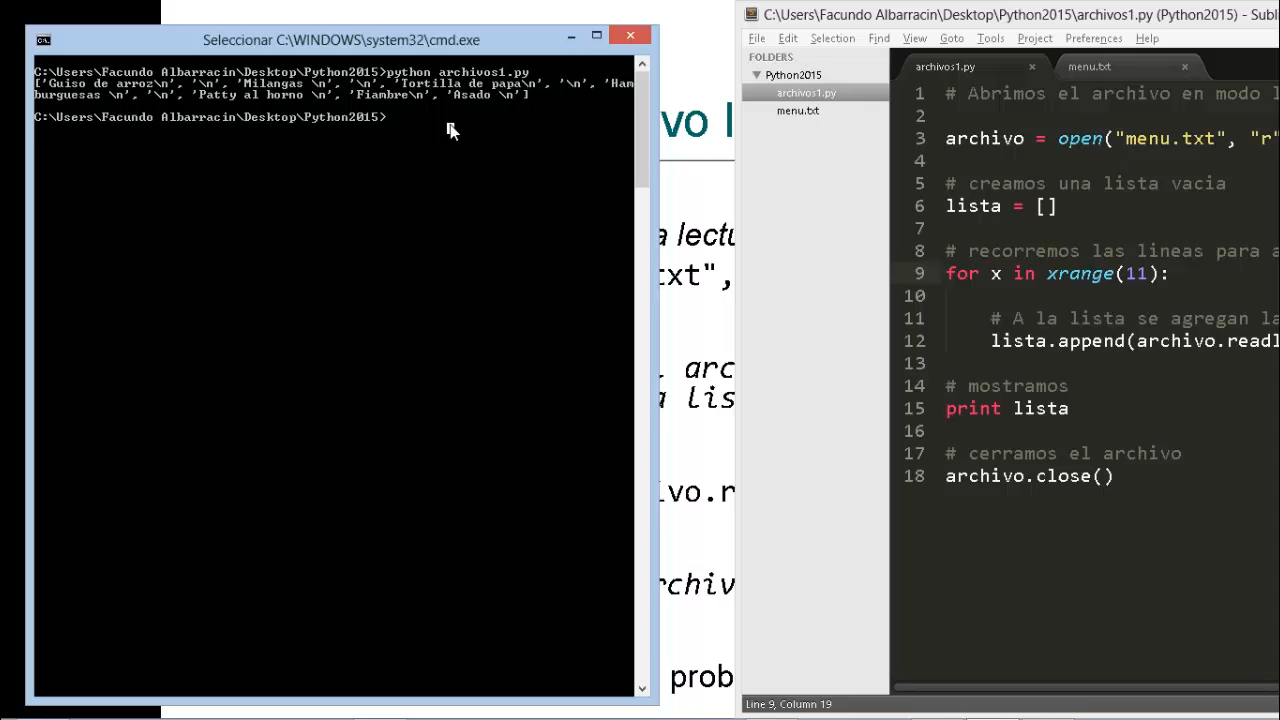 Seleccionar C:\WINDOWS\system32\cmd.exe
C:\Users\Facundo Albarracin\Desktop\Python2015>python archivos1.py
['Guiso de arroz\n', '\n', 'Milangas \n', '\n', 'Tortilla de papa\n', '\n', 'Ham
burguesas \n', '\n', 'Patty al horno \n', 'Fianbre\n', 'Asado \n']
C:\Users\Facundo Albarracin\Desktop\Python2015>
vo l
a lectu
txt",
arc
a lis
ivo.r
rchiv
prob
C:\Users\Facundo Albarracin\Desktop\Python2015\archivos1.py (Python2015) - Subl
File Edit Selection Find View Goto Tools Project Preferences Help
FOLDERS
Python2015
archivos1.py
menu.txt
archivos1.py × menu.txt ×
1 # Abrimos el archivo en modo l
2
3 archivo = open("menu.txt", "r"
4
5 # creamos una lista vacia
6 lista = []
7
8 # recorremos las lineas para a
9 for x in xrange(11):
10
11 # A la lista se agregan la
12 lista.append(archivo.readl
13
14 # mostramos
15 print lista
16
17 # cerramos el archivo
18 archivo.close()
Line 9, Column 19